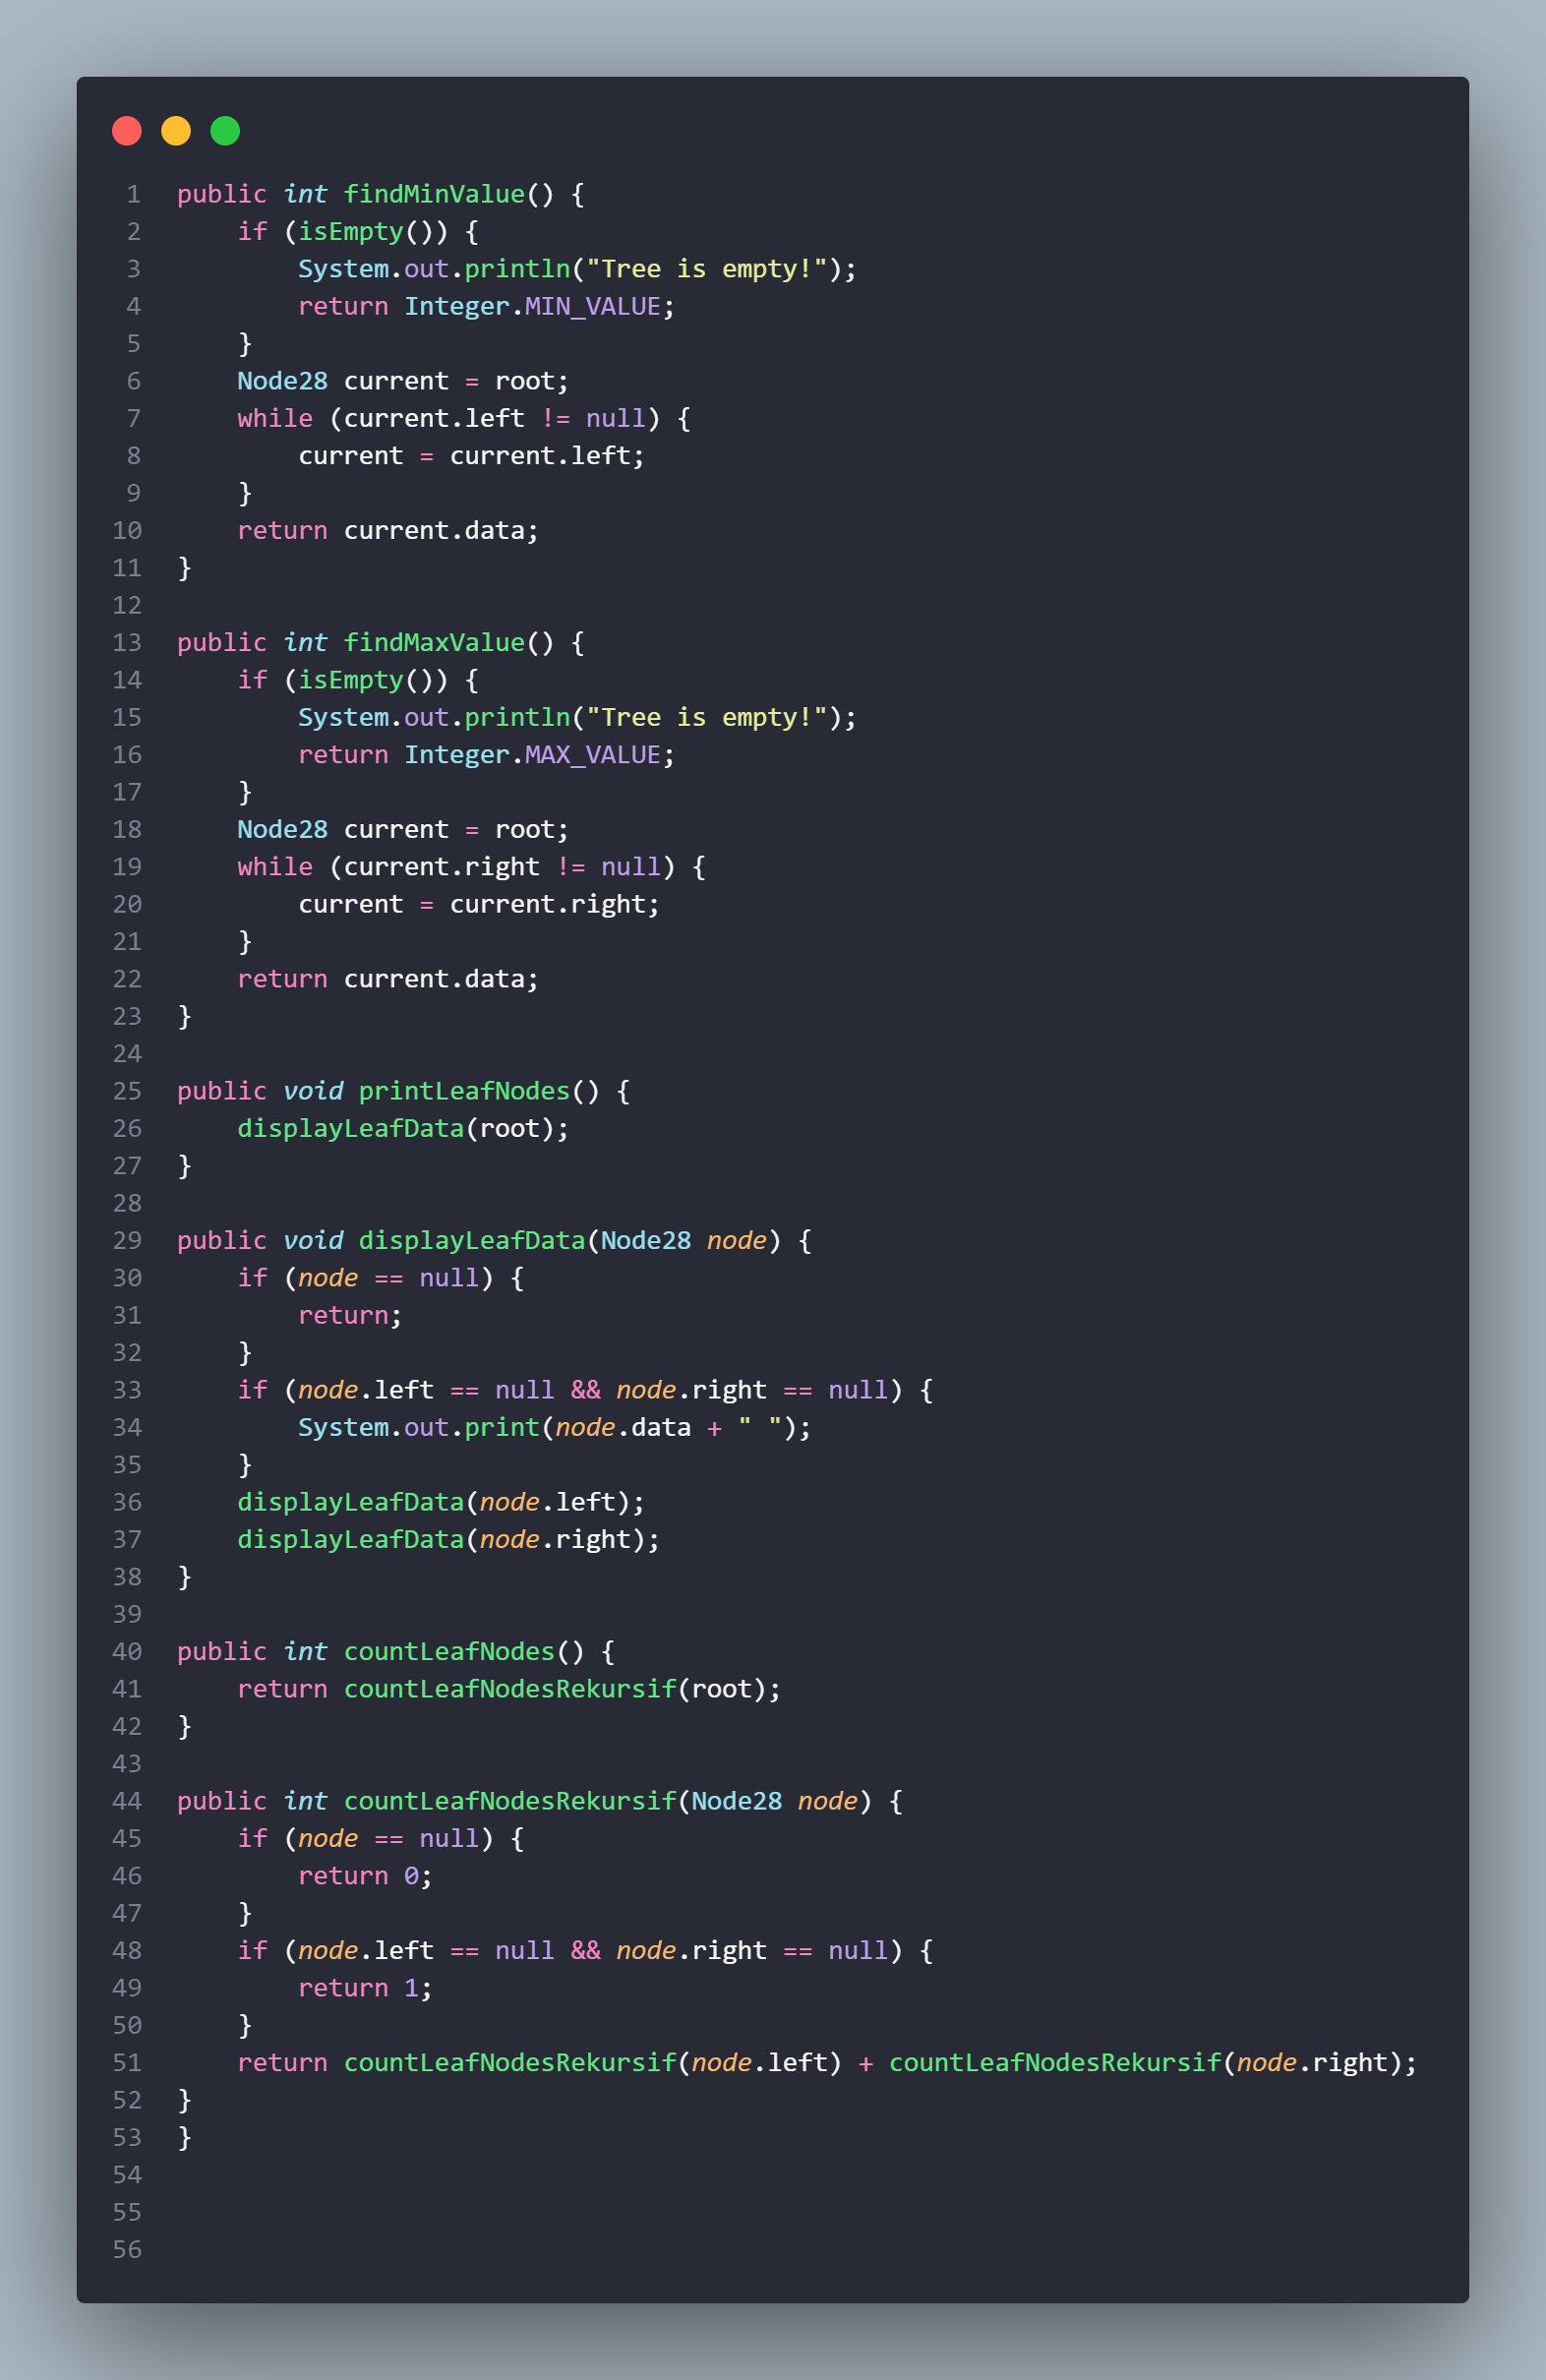 1 public int findMinValue() {
2     if (isEmpty()) {
3         System.out.println("Tree is empty!");
4         return Integer.MIN_VALUE;
5     }
6     Node28 current = root;
7     while (current.left != null) {
8         current = current.left;
9     }
10     return current.data;
11 }
12
13 public int findMaxValue() {
14     if (isEmpty()) {
15         System.out.println("Tree is empty!");
16         return Integer.MAX_VALUE;
17     }
18     Node28 current = root;
19     while (current.right != null) {
20         current = current.right;
21     }
22     return current.data;
23 }
24
25 public void printLeafNodes() {
26     displayLeafData(root);
27 }
28
29 public void displayLeafData(Node28 node) {
30     if (node == null) {
31         return;
32     }
33     if (node.left == null && node.right == null) {
34         System.out.print(node.data + " ");
35     }
36     displayLeafData(node.left);
37     displayLeafData(node.right);
38 }
39
40 public int countLeafNodes() {
41     return countLeafNodesRekursif(root);
42 }
43
44 public int countLeafNodesRekursif(Node28 node) {
45     if (node == null) {
46         return 0;
47     }
48     if (node.left == null && node.right == null) {
49         return 1;
50     }
51     return countLeafNodesRekursif(node.left) + countLeafNodesRekursif(node.right);
52 }
53 }
54
55
56